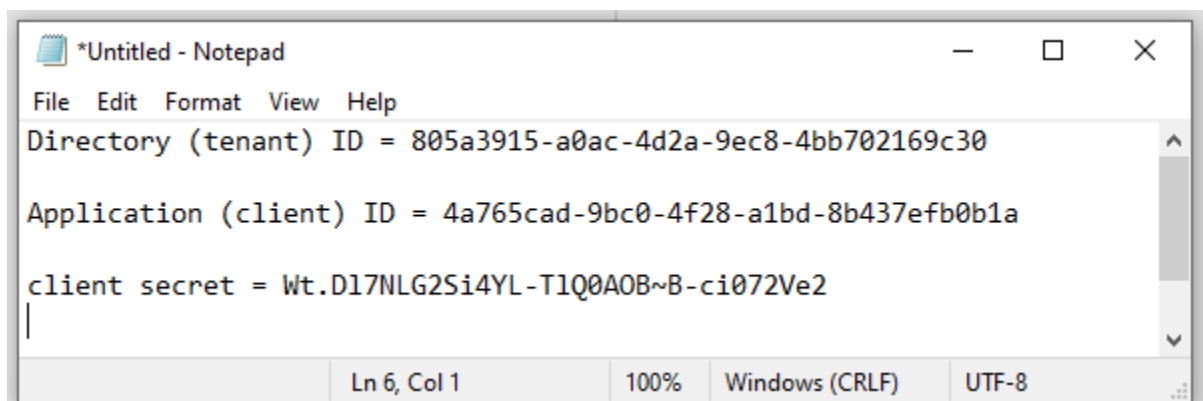 *Untitled - Notepad
File Edit Format View Help
Directory (tenant) ID = 805a3915-a0ac-4d2a-9ec8-4bb702169c30
Application (client) ID = 4a765cad-9bc0-4f28-a1bd-8b437efb0b1a
client secret = Wt.Dl7NLG2Si4YL-TlQ0AOB~B-ci072Ve2
Ln 6, Col 1 100% Windows (CRLF) UTF-8